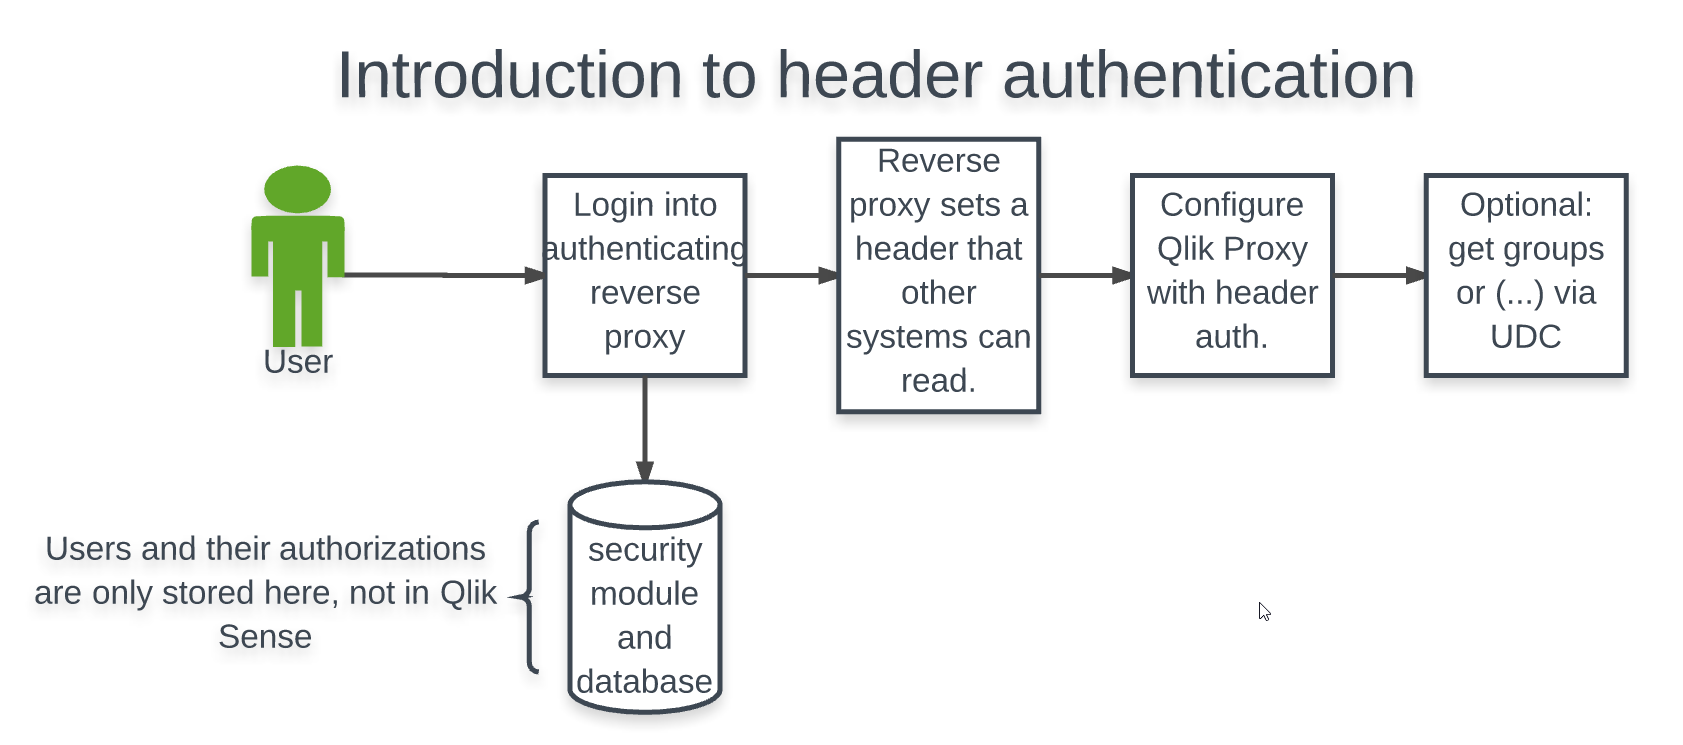 Introduction to header authentication
User
Login into
authenticating
reverse
proxy
Reverse
proxy sets a
header that
other
systems can
read.
Configure
Qlik Proxy
with header
auth.
Optional:
get groups
or (...) via
UDC
Users and their authorizations
are only stored here, not in Qlik
Sense
security
module
and
database